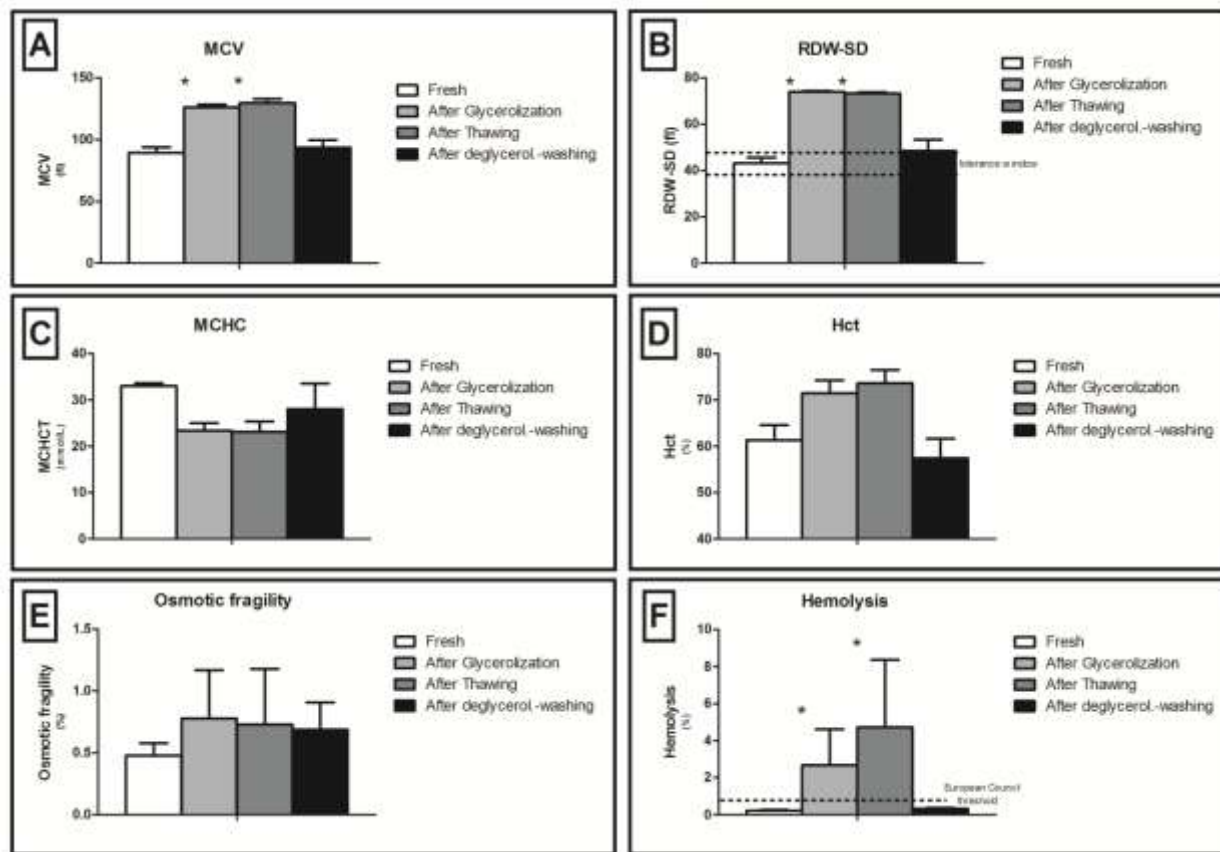 A
MCV
150
100
50
0
MCV
(fl)
*
*
Fresh
After Glycerolization
After Thawing
After deglycerol.-washing
B
RDW-SD
80
60
40
20
0
RDW-SD (fl)
*
*
Fresh
After Glycerolization
After Thawing
After deglycerol.-washing
C
MCHC
40
30
20
10
0
MCHCT
Fresh
After Glycerolization
After Thawing
After deglycerol.-washing
D
Hct
80
70
60
50
40
Hct
(%)
Fresh
After Glycerolization
After Thawing
After deglycerol.-washing
E
Osmotic fragility
1.5
1.0
0.5
0.0
Osmotic fragility
(%)
Fresh
After Glycerolization
After Thawing
After deglycerol.-washing
F
Hemolysis
10
8
6
4
2
0
Hemolysis
(%)
*
*
Fresh
After Glycerolization
After Thawing
After deglycerol.-washing
European Council
threshold